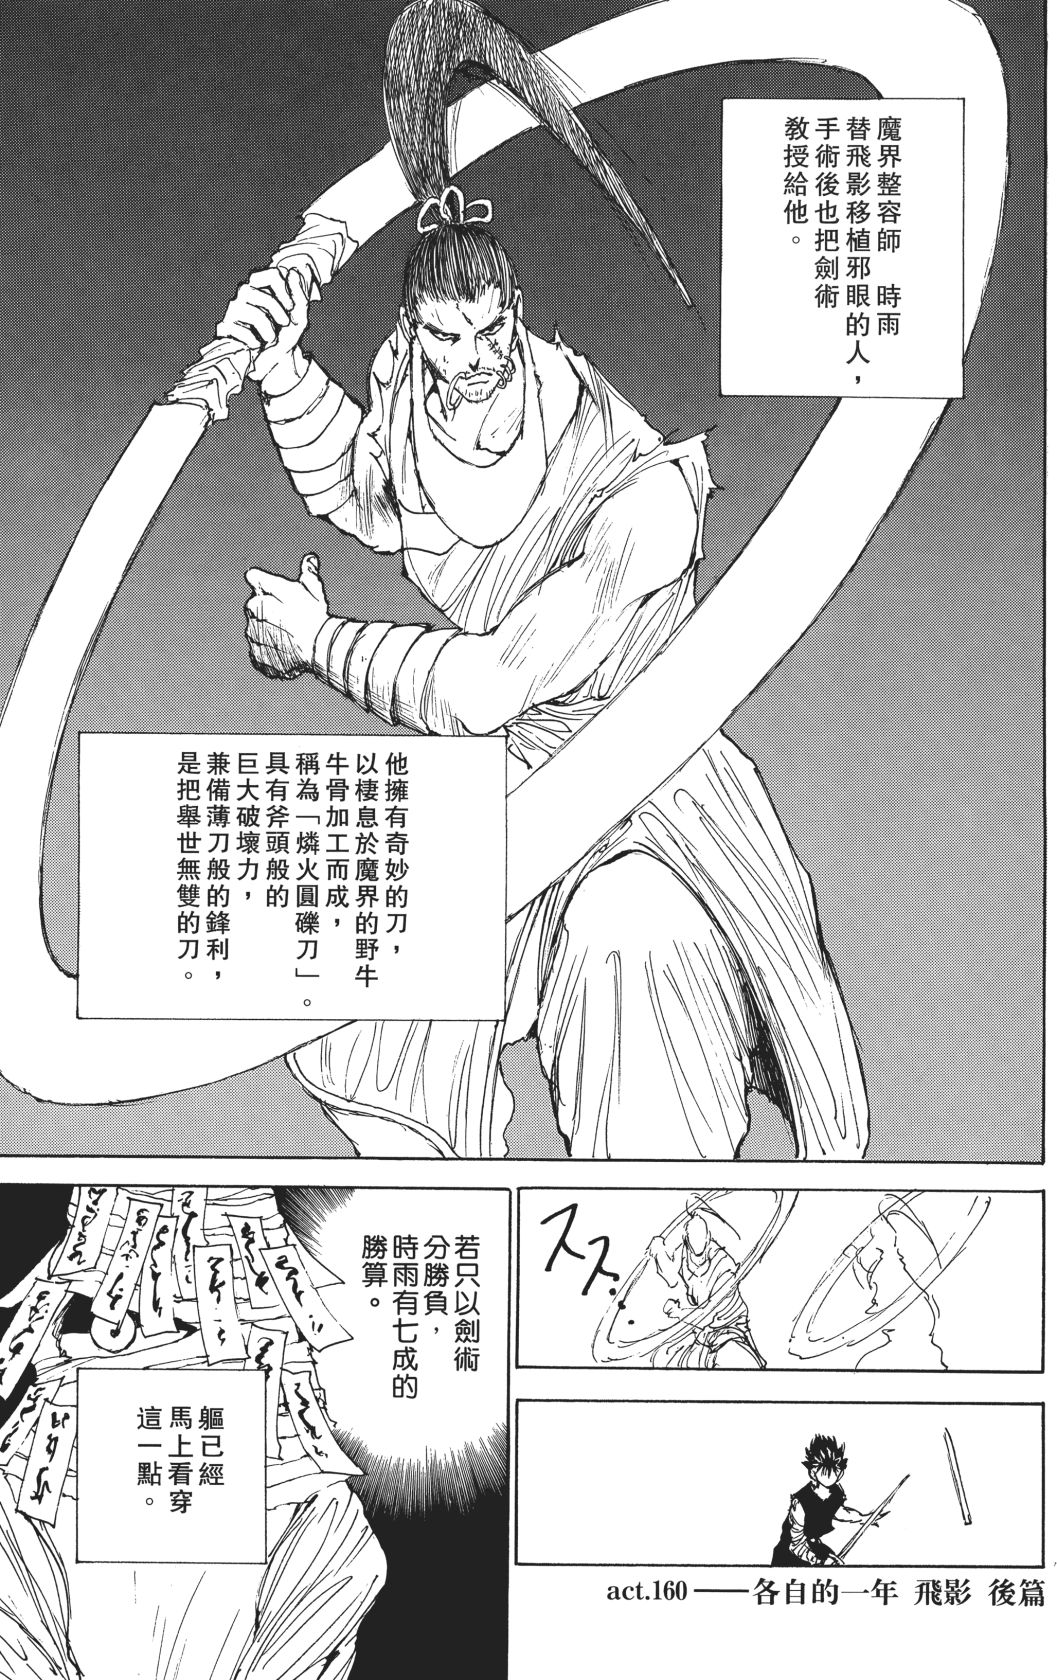 魔界整容師　時雨
替飛影移植邪眼的人，
手術後也把劍術
教授給他。
他擁有奇妙的刀，
以棲息於魔界的野牛
牛骨加工而成，
稱為「燐火圓礫刀」。
具有斧頭般的
巨大破壞力，
兼備薄刀般的鋒利，
是把舉世無雙的刀。
スス．．
若只以劍術
分勝負，
時雨有七成的
勝算。
軀已經
馬上看穿
這一點。
act.160——各自的一年 飛影 後篇